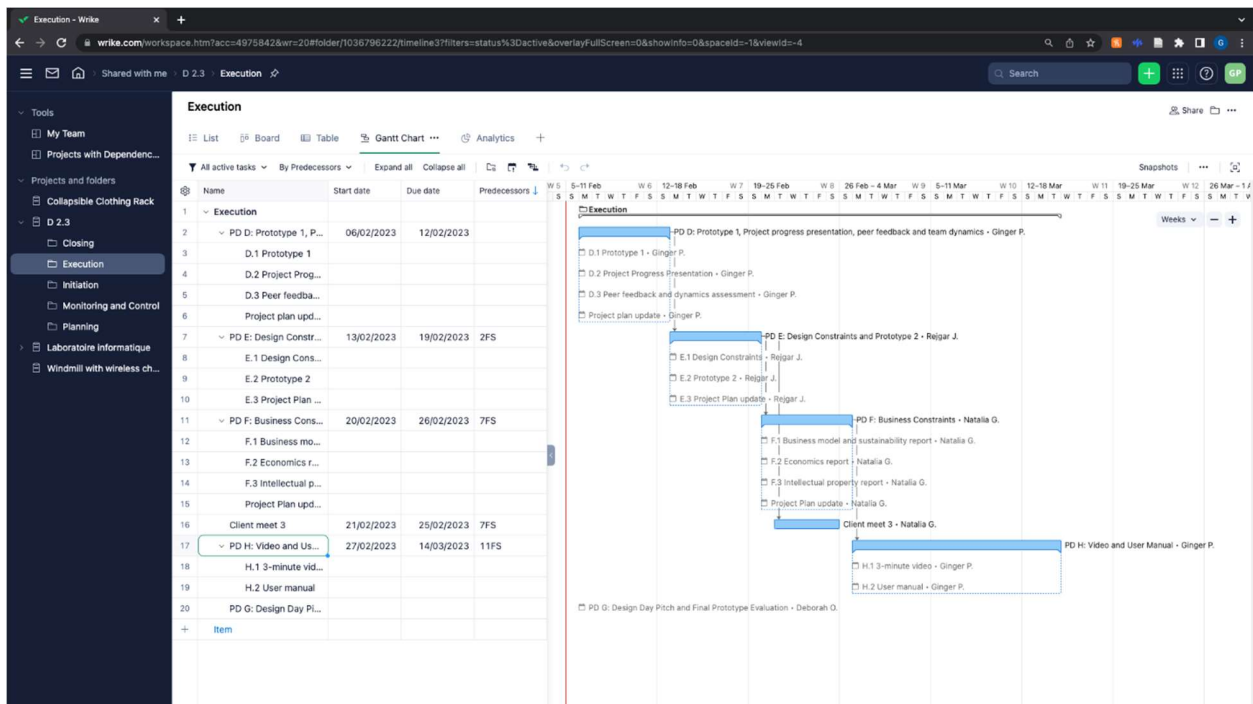 Execution - Wrike
wrike.com/workspace.htm?acc=4975842&wr=20#folder/1036796222/timeline3?filters=status%3Dactive&overlayFullScreen=0&showInfo=0&spaceId=-1&viewId=-4
G
Shared with me > D 2.3 > Execution
Search
GP
Tools
My Team
Projects with Dependenc...
Projects and folders
Collapsible Clothing Rack
D 2.3
Closing
Execution
Initiation
Monitoring and Control
Planning
Laboratoire informatique
Windmill with wireless ch...
Execution
Share
List Board Table Gantt Chart Analytics
All active tasks By Predecessors Expand all Collapse all
Snapshots
Name Start date Due date Predecessors
W 5 5-11 Feb W 6 12-18 Feb W 7 19-25 Feb W 8 26 Feb - 4 Mar W 9 5-11 Mar W 10 12-18 Mar W 11 19-25 Mar W 12 26 Mar - 1
S S M T W T F S S M T W T F S S M T W T F S S M T W T F S S M T W T F S S M T W T F S S M T W T F S S M T W
Weeks
1 Execution
2 PD D: Prototype 1, P... 06/02/2023 12/02/2023
3 D.1 Prototype 1
4 D.2 Project Prog...
5 D.3 Peer feedba...
6 Project plan upd...
7 PD E: Design Constr... 13/02/2023 19/02/2023 2FS
8 E.1 Design Cons...
9 E.2 Prototype 2
10 E.3 Project Plan ...
11 PD F: Business Cons... 20/02/2023 26/02/2023 7FS
12 F.1 Business mo...
13 F.2 Economics r...
14 F.3 Intellectual p...
15 Project Plan upd...
16 Client meet 3 21/02/2023 25/02/2023 7FS
17 PD H: Video and Us... 27/02/2023 14/03/2023 11FS
18 H.1 3-minute vid...
19 H.2 User manual
20 PD G: Design Day Pi...
Item
Execution
PD D: Prototype 1, Project progress presentation, peer feedback and team dynamics • Ginger P.
D.1 Prototype 1 • Ginger P.
D.2 Project Progress Presentation • Ginger P.
D.3 Peer feedback and dynamics assessment • Ginger P.
Project plan update • Ginger P.
PD E: Design Constraints and Prototype 2 • Rejgar J.
E.1 Design Constraints • Rejgar J.
E.2 Prototype 2 • Rejgar J.
E.3 Project Plan update • Rejgar J.
PD F: Business Constraints • Natalia G.
F.1 Business model and sustainability report • Natalia G.
F.2 Economics report • Natalia G.
F.3 Intellectual property report • Natalia G.
Project Plan update • Natalia G.
Client meet 3 • Natalia G.
PD H: Video and User Manual • Ginger P.
H.1 3-minute video • Ginger P.
H.2 User manual • Ginger P.
PD G: Design Day Pitch and Final Prototype Evaluation • Deborah O.